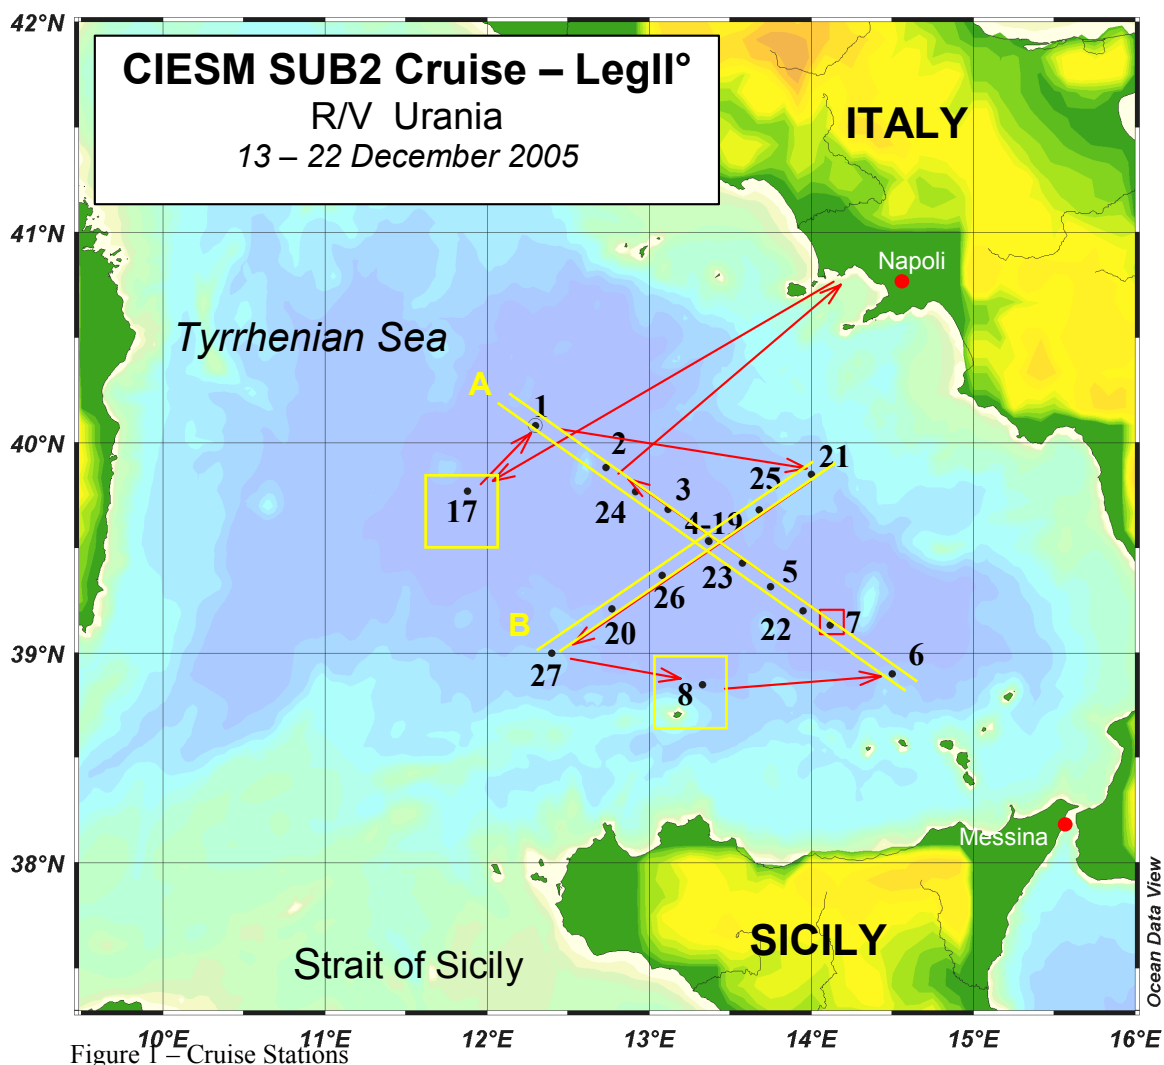 42°N
CIESM SUB2 Cruise – LegII°
R/V Urania
13 – 22 December 2005
ITALY
41°N
Napoli
Tyrrhenian Sea
A
1
2
40°N
21
25
3
17
24
4-19
23
5
26
22
7
B
20
39°N
6
27
8
Messina
38°N
SICILY
Strait of Sicily
Ocean Data View
10°E
11°E
12°E
13°E
14°E
15°E
16°E
Figure 1 – Cruise Stations